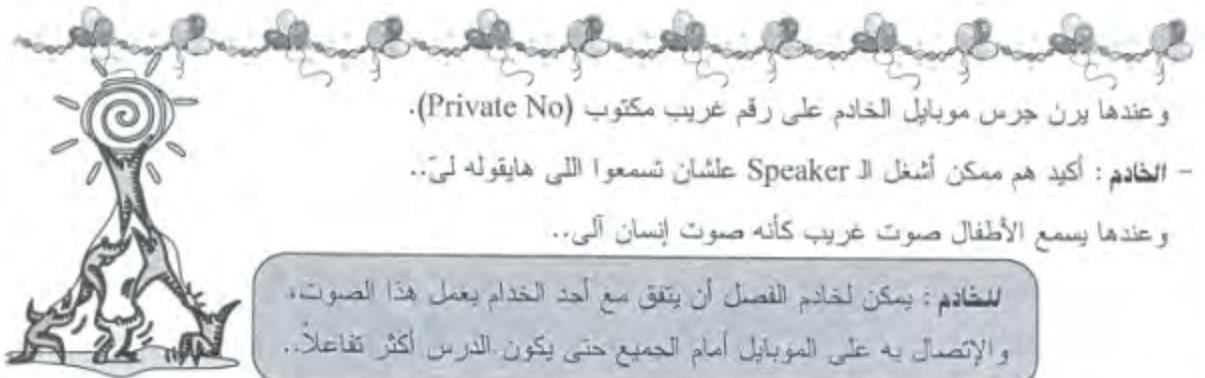 وعندها يرن جرس موبايل الخادم على رقم غريب مكتوب (Private No).
- الخادم : أكيد هم ممكن أشغل الـ Speaker علشان تسمعوا اللى هايقوله لىّ..
وعندها يسمع الأطفال صوت غريب كأنه صوت إنسان آلى..
للخادم : يمكن لخادم الفصل أن يتفق مع أحد الخدام بعمل هذا الصوت،
والإتصال به على الموبايل أمام الجميع حتى يكون الدرس أكثر تفاعلاً..